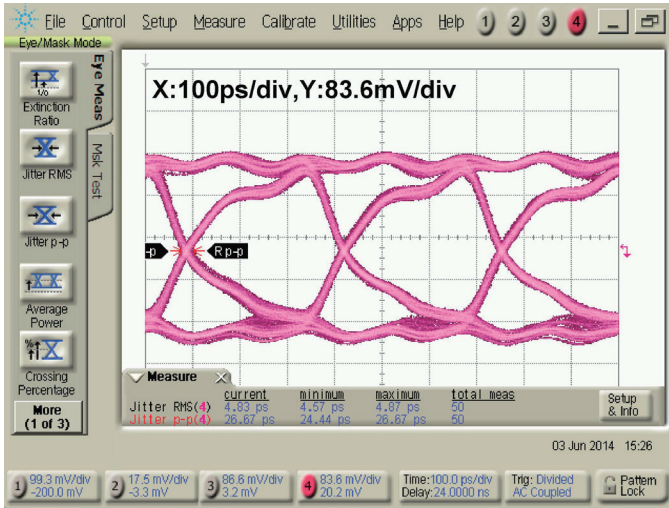 File Control Setup Measure Calibrate Utilities Apps Help 1 2 3 4
Eye/Mask Mode
Eye Meas
Msk Test
Extinction
Ratio
Jitter RMS
Jitter p-p
Average
Power
Crossing
Percentage
More
(1 of 3)
X:100ps/div,Y:83.6mV/div
-p
R p-p
Measure
current minimum maximum total meas
Jitter RMS(4) 4.83 ps 4.57 ps 4.87 ps 50
Jitter p-p(4) 26.67 ps 24.44 ps 26.67 ps 50
Setup
& Info
03 Jun 2014 15:26
1 99.3 mV/div
-200.0 mV
2 17.5 mV/div
-3.3 mV
3 86.6 mV/div
3.2 mV
4 83.6 mV/div
20.2 mV
Time:100.0 ps/div
Delay:24.0000 ns
Trig: Divided
AC Coupled
Pattern
Lock